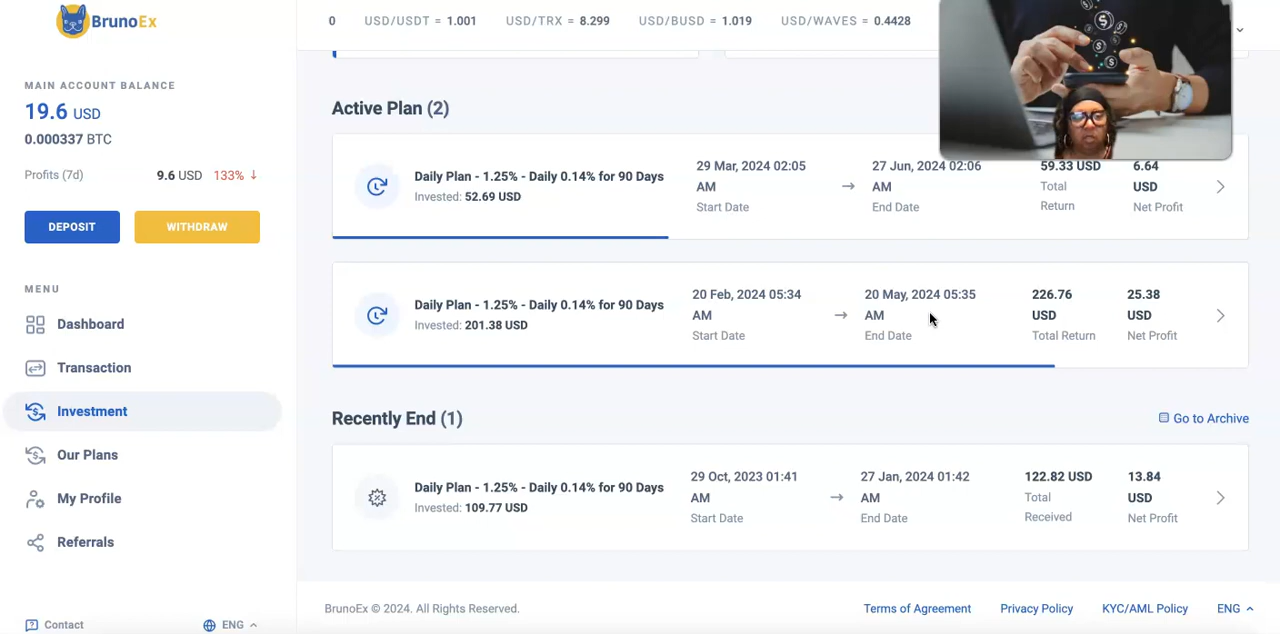 BrunoEx
0 USD/USDT = 1.001 USD/TRX = 8.299 USD/BUSD = 1.019 USD/WAVES = 0.4428
MAIN ACCOUNT BALANCE
19.6 USD
0.000337 BTC
Profits (7d) 9.6 USD 133% ↓
DEPOSIT WITHDRAW
MENU
Dashboard
Transaction
Investment
Our Plans
My Profile
Referrals
Contact ENG
Active Plan (2)
Daily Plan - 1.25% - Daily 0.14% for 90 Days
Invested: 52.69 USD
29 Mar, 2024 02:05
AM
Start Date
27 Jun, 2024 02:06
AM
End Date
59.33 USD
Total
Return
6.64
USD
Net Profit
Daily Plan - 1.25% - Daily 0.14% for 90 Days
Invested: 201.38 USD
20 Feb, 2024 05:34
AM
Start Date
20 May, 2024 05:35
AM
End Date
226.76
USD
Total Return
25.38
USD
Net Profit
Recently End (1)
Go to Archive
Daily Plan - 1.25% - Daily 0.14% for 90 Days
Invested: 109.77 USD
29 Oct, 2023 01:41
AM
Start Date
27 Jan, 2024 01:42
AM
End Date
122.82 USD
Total
Received
13.84
USD
Net Profit
BrunoEx © 2024. All Rights Reserved.
Terms of Agreement Privacy Policy KYC/AML Policy ENG